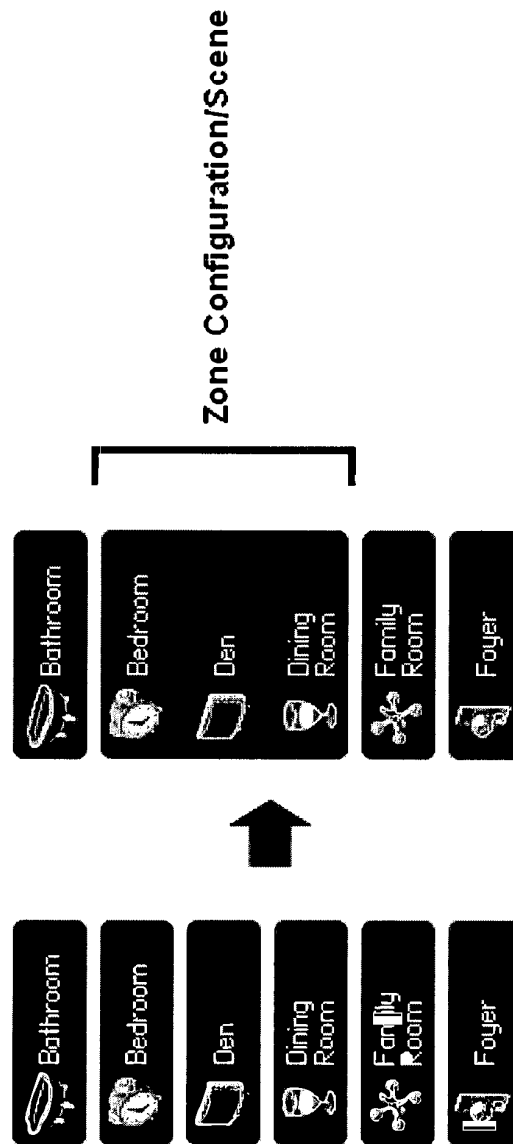 Bathroom
Bedroom
Den
Dining
Room
Family
Room
Foyer
Bathroom
Bedroom
Den
Dining
Room
Family
Room
Foyer
Zone Configuration/Scene